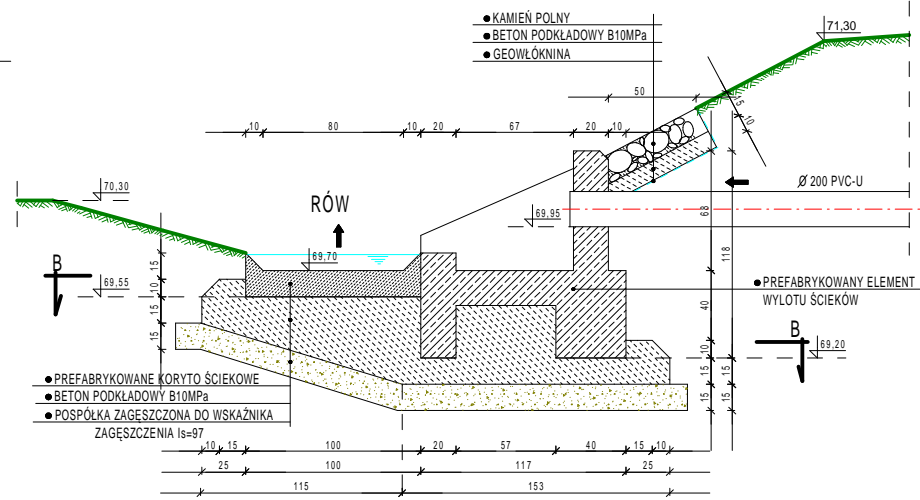 ● KAMIEŃ POLNY
● BETON PODKŁADOWY B10MPa
● GEOWŁÓKNINA
71,30
50
15
10
10 80 10 20 67 20 10
70,30
RÓW
Ø 200 PVC-U
69,95
68
118
69,70
B
69,55
15
10
15
15
● PREFABRYKOWANY ELEMENT
WYLOTU ŚCIEKÓW
40
B
69,20
10
15
15
15
15
● PREFABRYKOWANE KORYTO ŚCIEKOWE
● BETON PODKŁADOWY B10MPa
● POSPÓŁKA ZAGĘSZCZONA DO WSKAŹNIKA
ZAGĘSZCZENIA Is=97
10 15 100 20 57 40 15 10
25 100 117 25
115 153